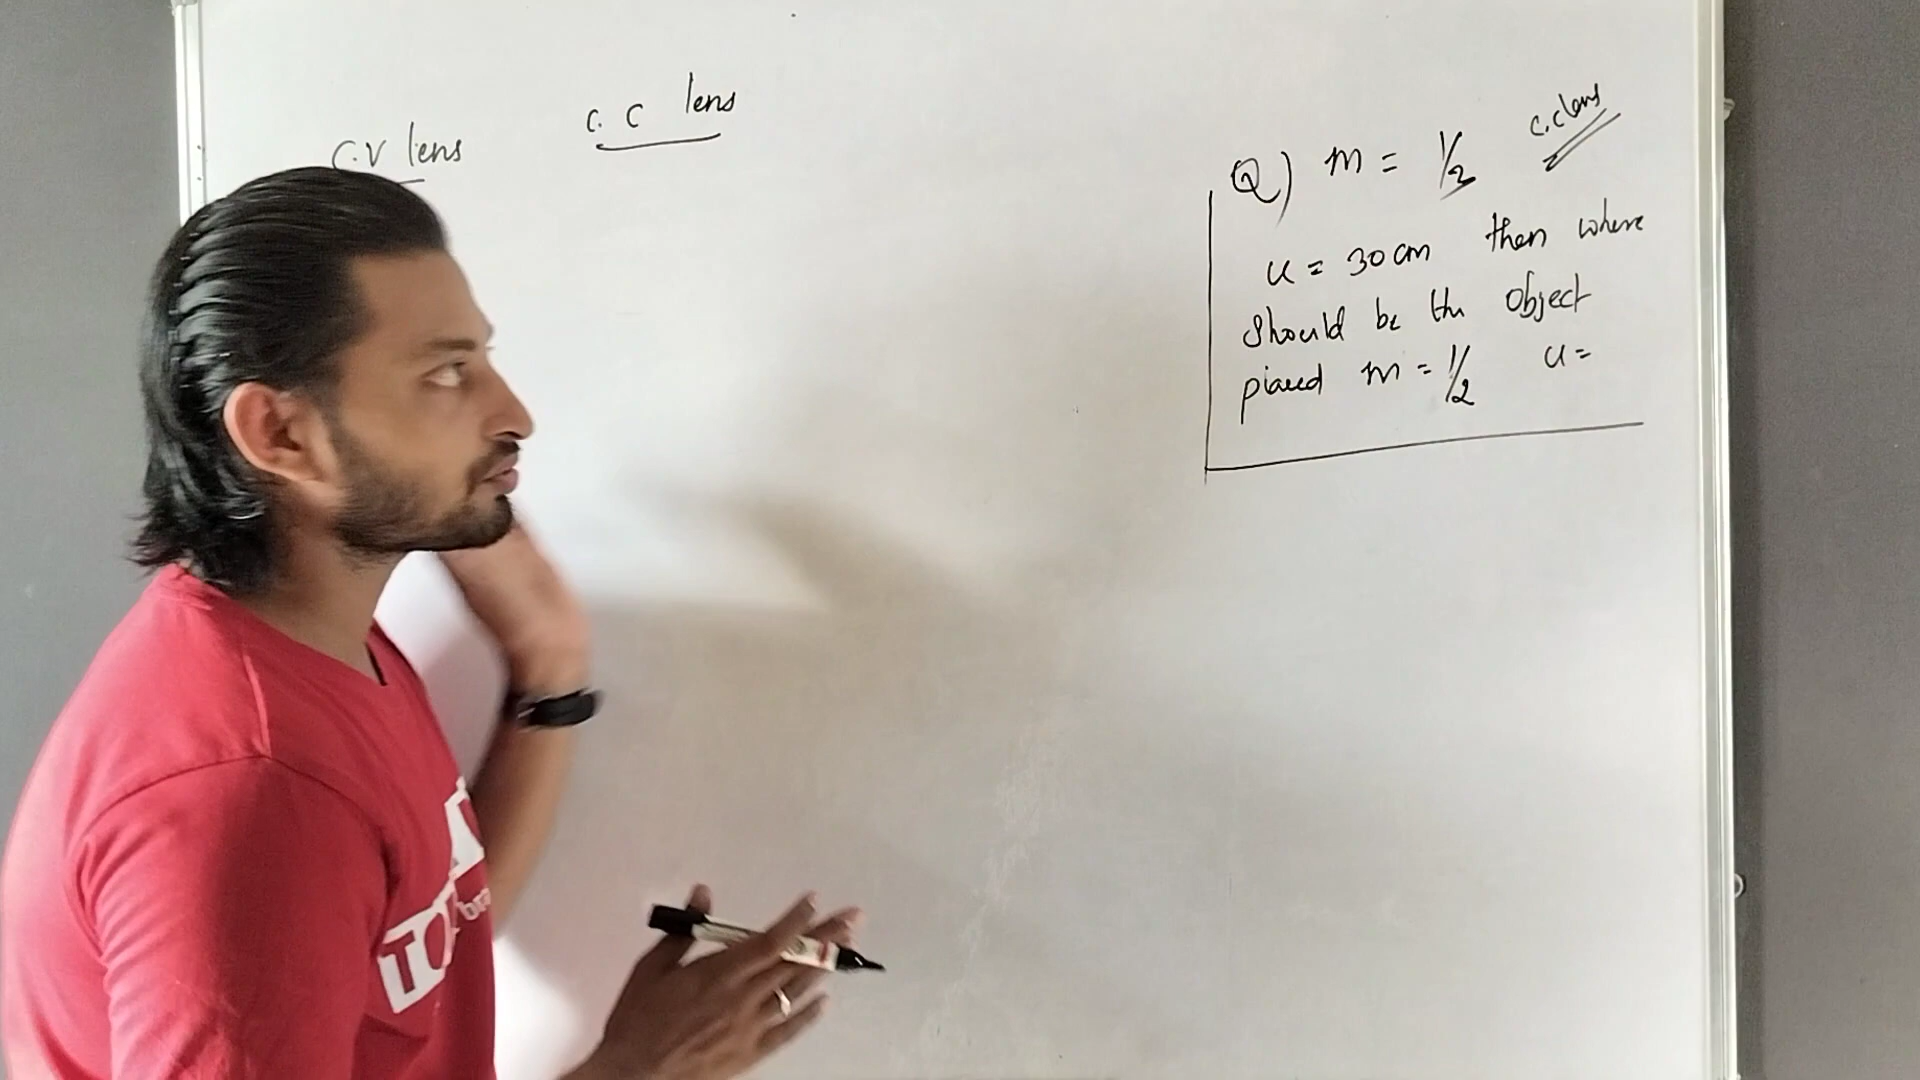 C.V lens
C. C lens
Q) m = 1/2 C.C lens
u = 30 cm then where
should be the object
placed m = 1/2 u =